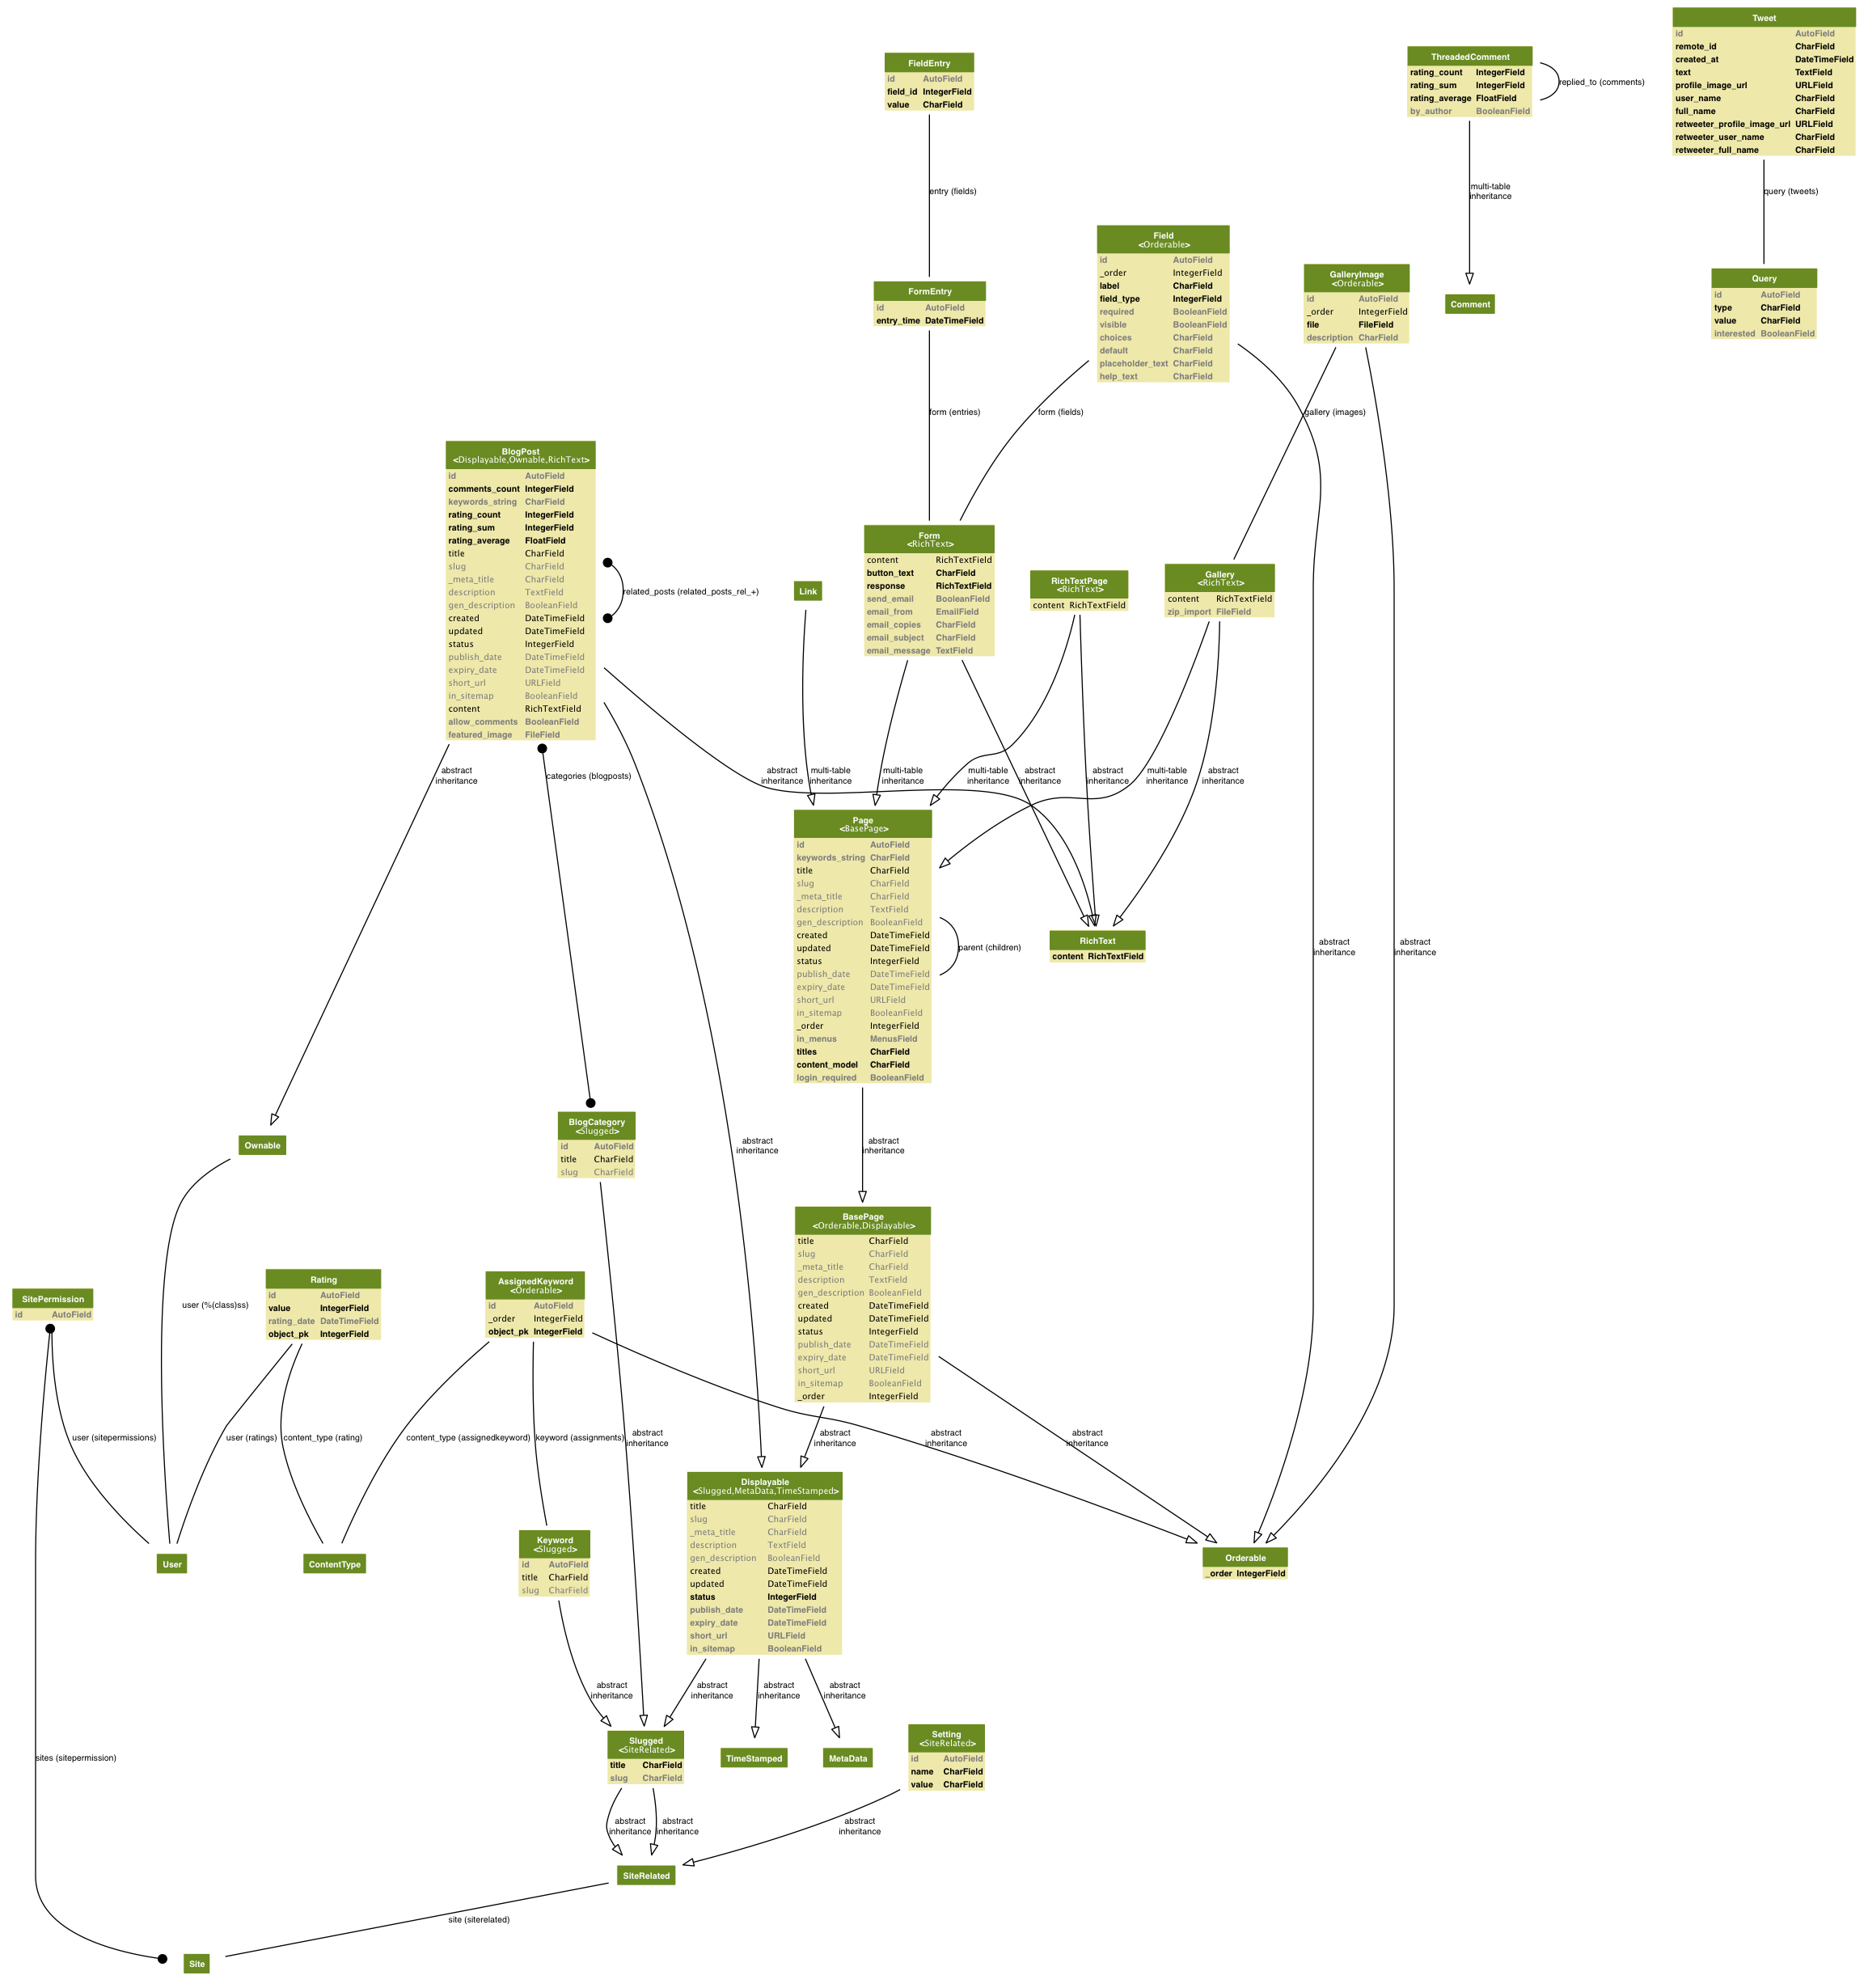 Tweet
id AutoField
remote_id CharField
created_at DateTimeField
text TextField
profile_image_url URLField
user_name CharField
full_name CharField
retweeter_profile_image_url URLField
retweeter_user_name CharField
retweeter_full_name CharField
ThreadedComment
rating_count IntegerField
rating_sum IntegerField
rating_average FloatField
by_author BooleanField
replied_to (comments)
FieldEntry
id AutoField
field_id IntegerField
value CharField
entry (fields)
multi-table
inheritance
query (tweets)
Field
<Orderable>
id AutoField
_order IntegerField
label CharField
field_type IntegerField
required BooleanField
visible BooleanField
choices CharField
default CharField
placeholder_text CharField
help_text CharField
GalleryImage
<Orderable>
id AutoField
_order IntegerField
file FileField
description CharField
Comment
Query
id AutoField
type CharField
value CharField
interested BooleanField
FormEntry
id AutoField
entry_time DateTimeField
form (entries)
form (fields)
gallery (images)
BlogPost
<Displayable,Ownable,RichText>
id AutoField
comments_count IntegerField
keywords_string CharField
rating_count IntegerField
rating_sum IntegerField
rating_average FloatField
title CharField
slug CharField
_meta_title CharField
description TextField
gen_description BooleanField
created DateTimeField
updated DateTimeField
status IntegerField
publish_date DateTimeField
expiry_date DateTimeField
short_url URLField
in_sitemap BooleanField
content RichTextField
allow_comments BooleanField
featured_image FileField
related_posts (related_posts_rel_+)
Link
Form
<RichText>
content RichTextField
button_text CharField
response RichTextField
send_email BooleanField
email_from EmailField
email_copies CharField
email_subject CharField
email_message TextField
RichTextPage
<RichText>
content RichTextField
Gallery
<RichText>
content RichTextField
zip_import FileField
abstract
inheritance
categories (blogposts)
abstract
inheritance
multi-table
inheritance
multi-table
inheritance
multi-table
inheritance
abstract
inheritance
abstract
inheritance
multi-table
inheritance
abstract
inheritance
Page
<BasePage>
id AutoField
keywords_string CharField
title CharField
slug CharField
_meta_title CharField
description TextField
gen_description BooleanField
created DateTimeField
updated DateTimeField
status IntegerField
publish_date DateTimeField
expiry_date DateTimeField
short_url URLField
in_sitemap BooleanField
_order IntegerField
in_menus MenusField
titles CharField
content_model CharField
login_required BooleanField
parent (children)
RichText
content RichTextField
abstract
inheritance
abstract
inheritance
Ownable
BlogCategory
<Slugged>
id AutoField
title CharField
slug CharField
abstract
inheritance
abstract
inheritance
BasePage
<Orderable,Displayable>
title CharField
slug CharField
_meta_title CharField
description TextField
gen_description BooleanField
created DateTimeField
updated DateTimeField
status IntegerField
publish_date DateTimeField
expiry_date DateTimeField
short_url URLField
in_sitemap BooleanField
_order IntegerField
SitePermission
id AutoField
user (%(class)ss)
Rating
id AutoField
value IntegerField
rating_date DateTimeField
object_pk IntegerField
AssignedKeyword
<Orderable>
id AutoField
_order IntegerField
object_pk IntegerField
user (sitepermissions)
user (ratings)
content_type (rating)
content_type (assignedkeyword)
keyword (assignments)
abstract
inheritance
abstract
inheritance
abstract
inheritance
abstract
inheritance
User
ContentType
Keyword
<Slugged>
id AutoField
title CharField
slug CharField
Displayable
<Slugged,MetaData,TimeStamped>
title CharField
slug CharField
_meta_title CharField
description TextField
gen_description BooleanField
created DateTimeField
updated DateTimeField
status IntegerField
publish_date DateTimeField
expiry_date DateTimeField
short_url URLField
in_sitemap BooleanField
Orderable
_order IntegerField
abstract
inheritance
abstract
inheritance
abstract
inheritance
abstract
inheritance
sites (sitepermission)
Slugged
<SiteRelated>
title CharField
slug CharField
TimeStamped
MetaData
Setting
<SiteRelated>
id AutoField
name CharField
value CharField
abstract
inheritance
abstract
inheritance
abstract
inheritance
SiteRelated
site (siterelated)
Site